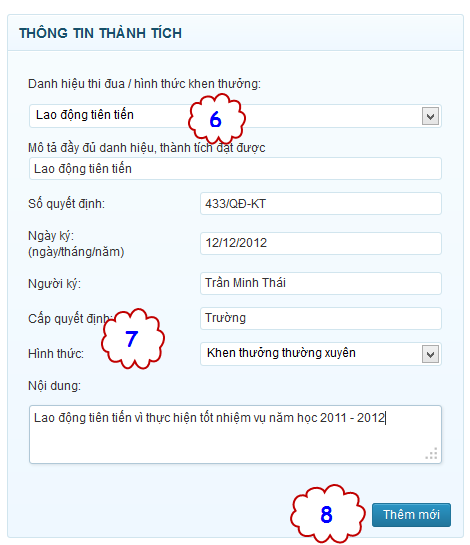 THÔNG TIN THÀNH TÍCH
Danh hiệu thi đua / hình thức khen thưởng:
Lao động tiên tiến
6
Mô tả đầy đủ danh hiệu, thành tích đạt được
Lao động tiên tiến
Số quyết định: 433/QĐ-KT
Ngày ký: 12/12/2012
(ngày/tháng/năm)
Người ký: Trần Minh Thái
Cấp quyết định: Trường
7
Hình thức: Khen thưởng thường xuyên
Nội dung:
Lao động tiên tiến vì thực hiện tốt nhiệm vụ năm học 2011 - 2012
8 Thêm mới